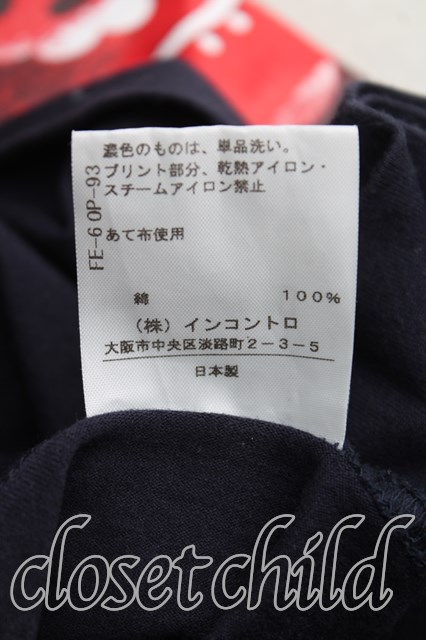 濃色のものは、単品洗い。
プリント部分、乾熱アイロン・
スチームアイロン禁止
あて布使用
FE-6 OP-93
綿 100%
(株) インコントロ
大阪市中央区淡路町2-3-5
日本製
closet child